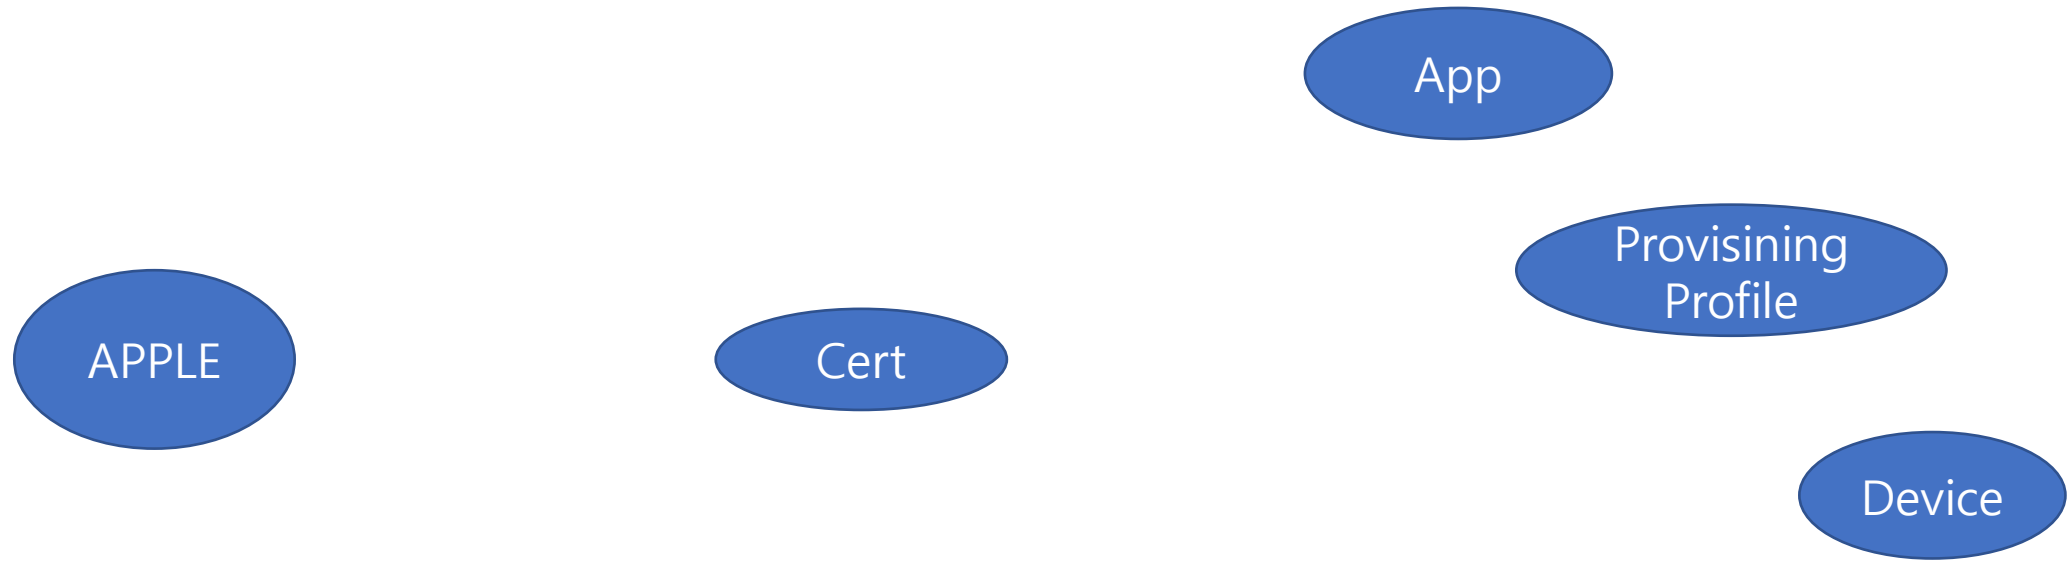 App
Provisining
Profile
APPLE
Cert
Device